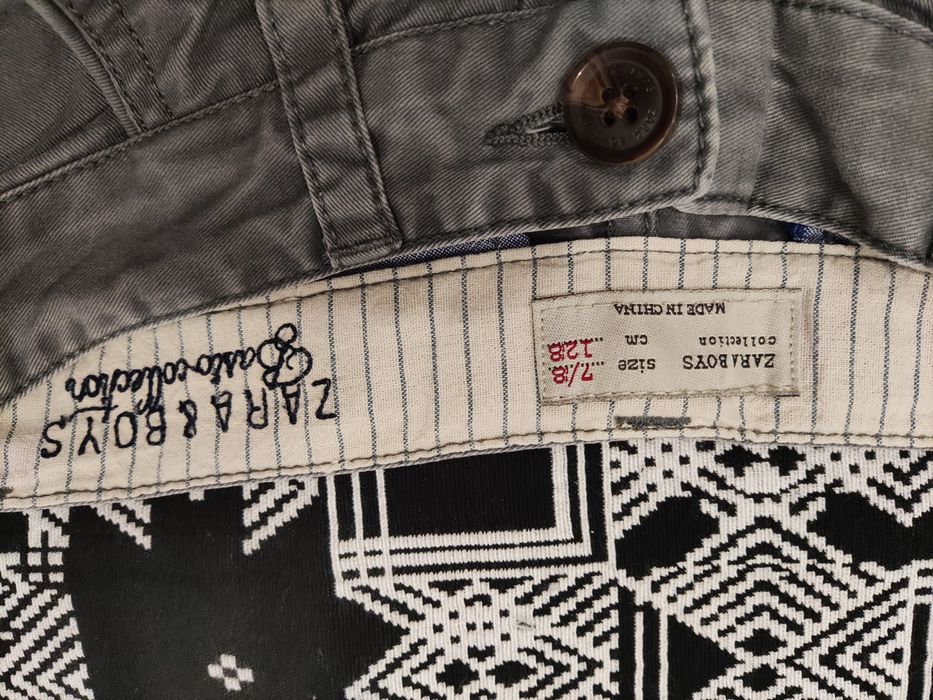 ZARA & BOYS
Basic collection
ZARA BOYS
collection
size 7/8
cm 128
MADE IN CHINA